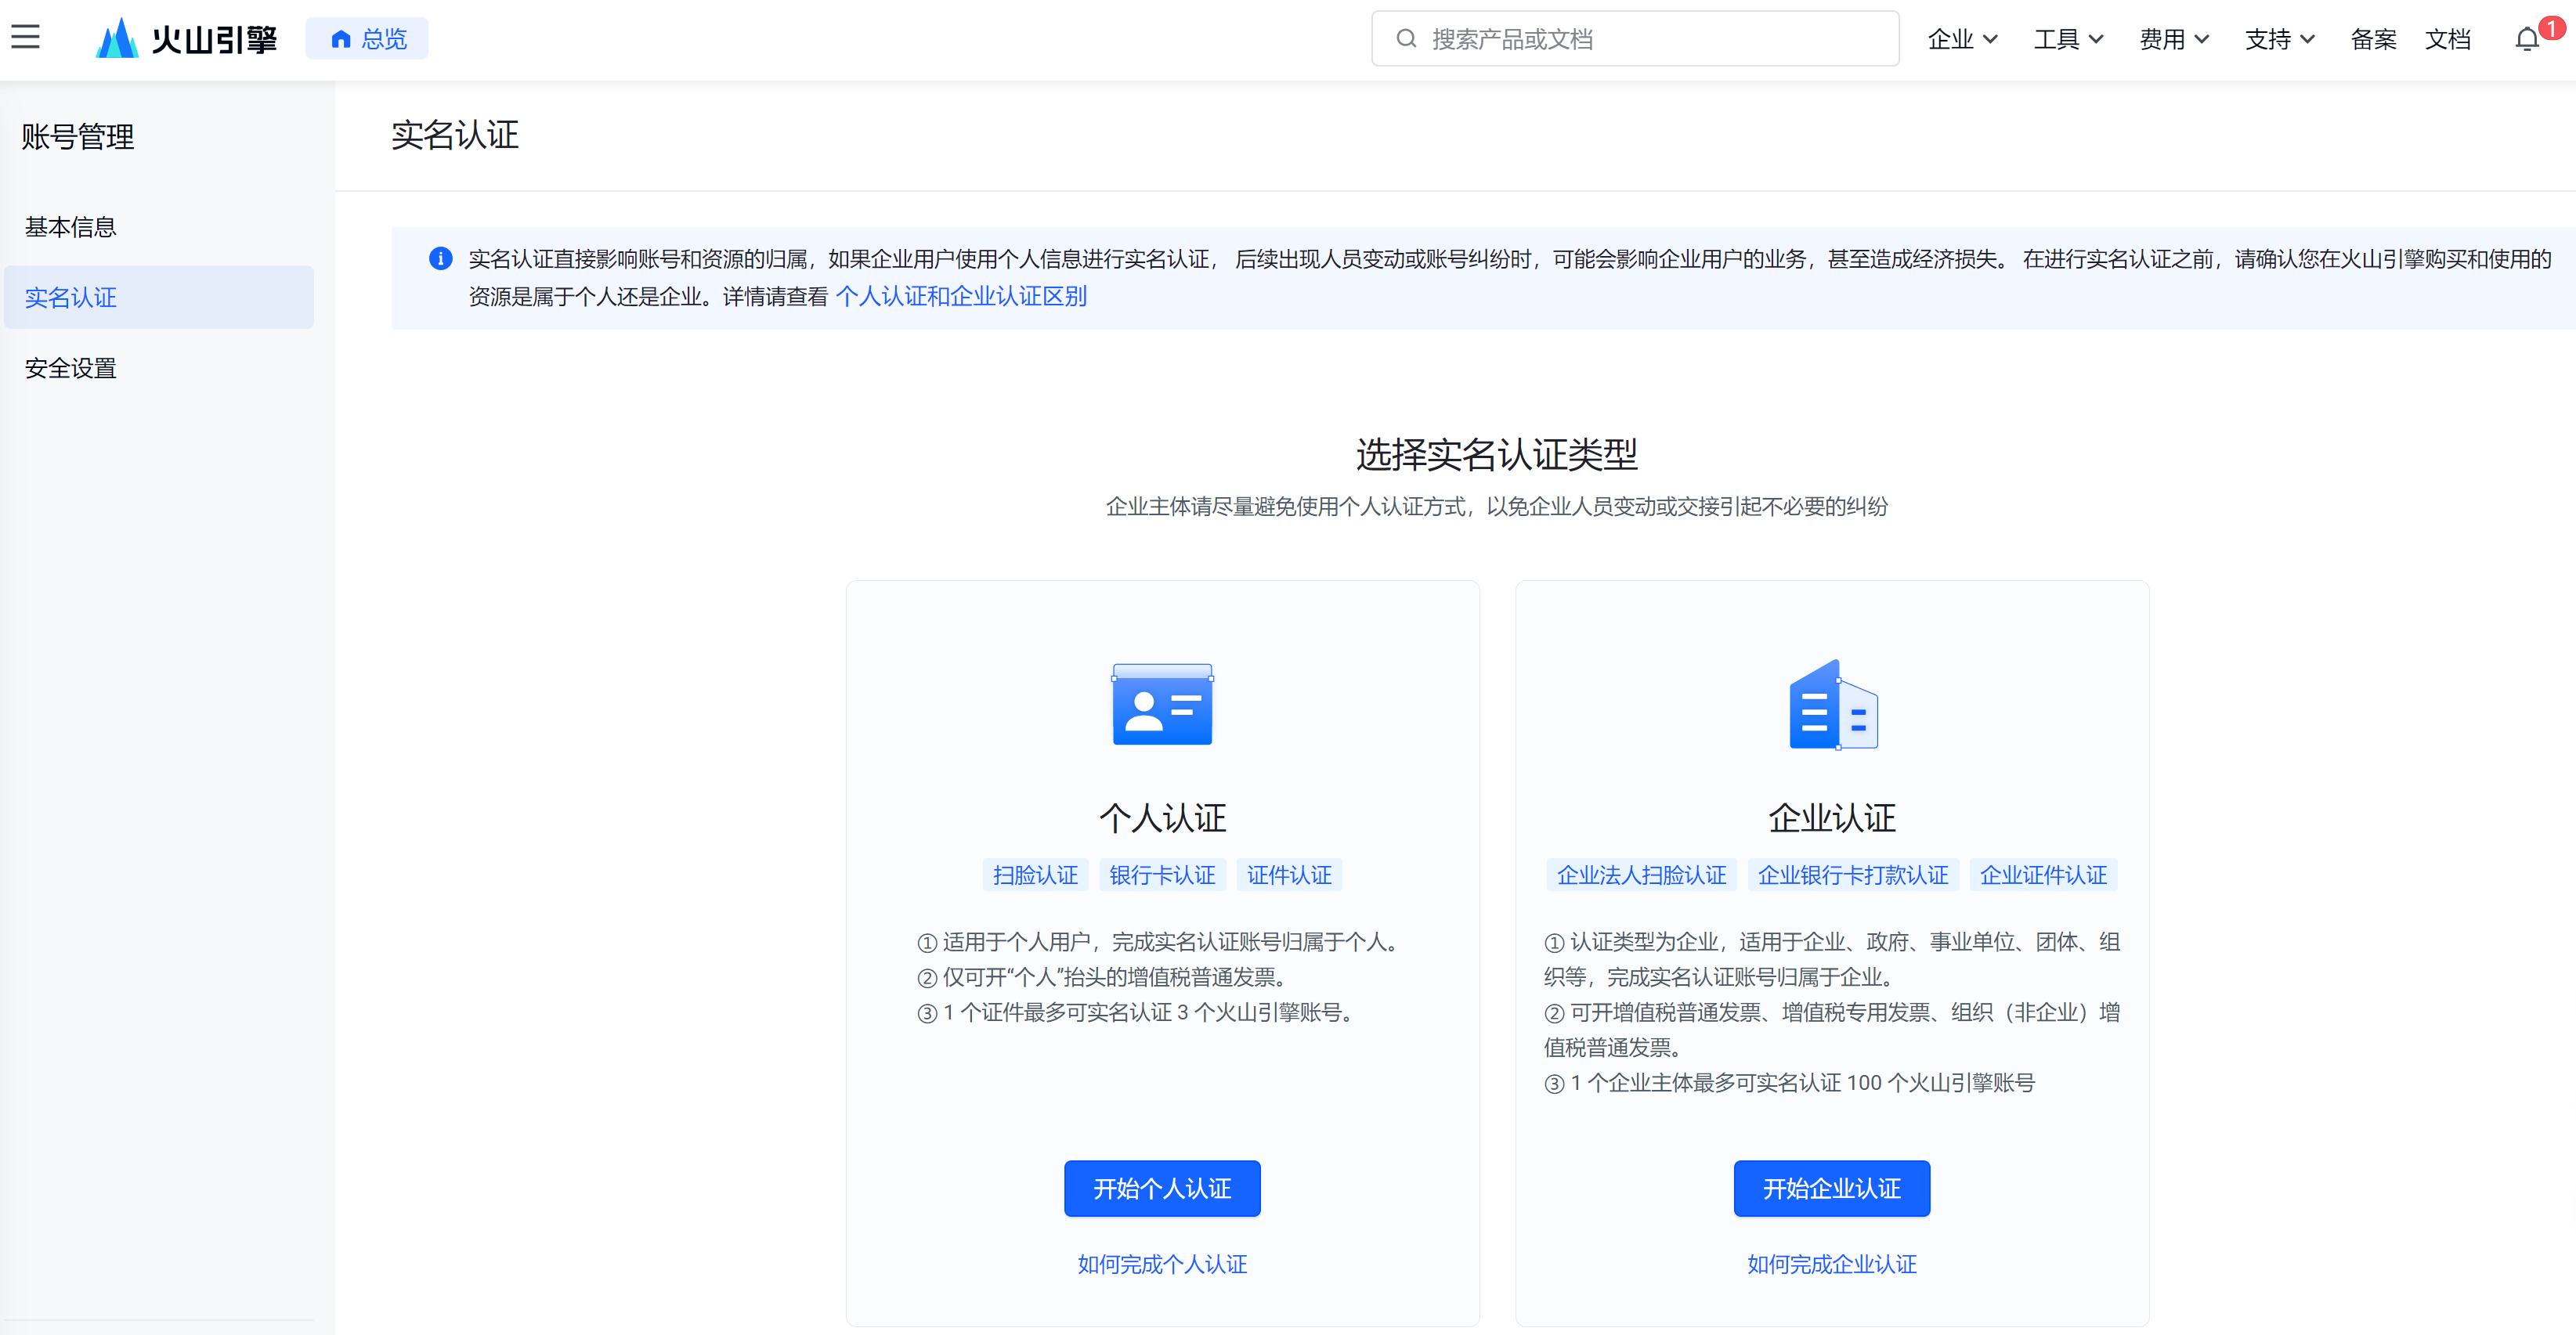 火山引擎
总览
搜索产品或文档
企业
工具
费用
支持
备案
文档
1
账号管理
基本信息
实名认证
安全设置
实名认证
实名认证直接影响账号和资源的归属，如果企业用户使用个人信息进行实名认证， 后续出现人员变动或账号纠纷时，可能会影响企业用户的业务，甚至造成经济损失。 在进行实名认证之前，请确认您在火山引擎购买和使用的
资源是属于个人还是企业。详情请查看 个人认证和企业认证区别
选择实名认证类型
企业主体请尽量避免使用个人认证方式，以免企业人员变动或交接引起不必要的纠纷
个人认证
扫脸认证 银行卡认证 证件认证
① 适用于个人用户，完成实名认证账号归属于个人。
② 仅可开“个人”抬头的增值税普通发票。
③ 1 个证件最多可实名认证 3 个火山引擎账号。
开始个人认证
如何完成个人认证
企业认证
企业法人扫脸认证 企业银行卡打款认证 企业证件认证
① 认证类型为企业，适用于企业、政府、事业单位、团体、组
织等，完成实名认证账号归属于企业。
② 可开增值税普通发票、增值税专用发票、组织（非企业）增
值税普通发票。
③ 1 个企业主体最多可实名认证 100 个火山引擎账号
开始企业认证
如何完成企业认证